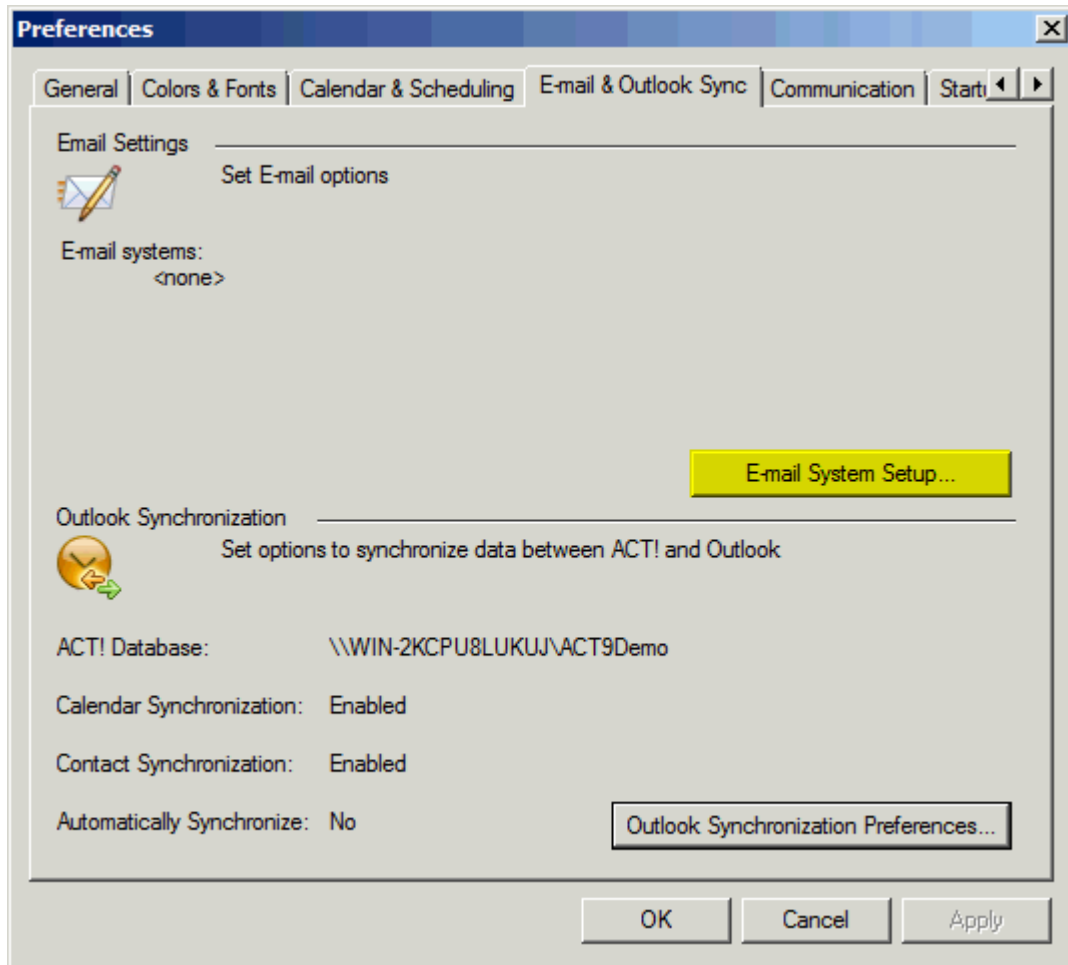 Preferences
General Colors & Fonts Calendar & Scheduling E-mail & Outlook Sync Communication Start
Email Settings
Set E-mail options
E-mail systems:
<none>
E-mail System Setup...
Outlook Synchronization
Set options to synchronize data between ACT! and Outlook
ACT! Database: \\WIN-2KCPU8LUKUJ\ACT9Demo
Calendar Synchronization: Enabled
Contact Synchronization: Enabled
Automatically Synchronize: No
Outlook Synchronization Preferences...
OK Cancel Apply